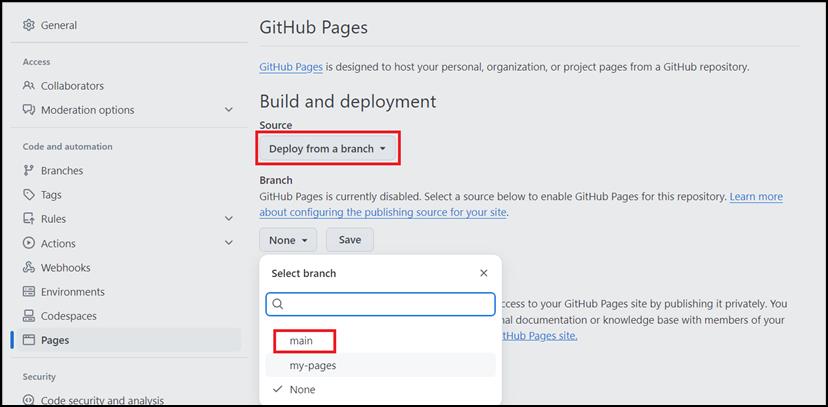 General
Access
Collaborators
Moderation options
Code and automation
Branches
Tags
Rules
Actions
Webhooks
Environments
Codespaces
Pages
Security
Code security and analysis
GitHub Pages
GitHub Pages is designed to host your personal, organization, or project pages from a GitHub repository.
Build and deployment
Source
Deploy from a branch
Branch
GitHub Pages is currently disabled. Select a source below to enable GitHub Pages for this repository. Learn more
about configuring the publishing source for your site.
None
Save
Select branch
main
my-pages
None
ccess to your GitHub Pages site by publishing it privately. You
nal documentation or knowledge base with members of your
tHub Pages site.